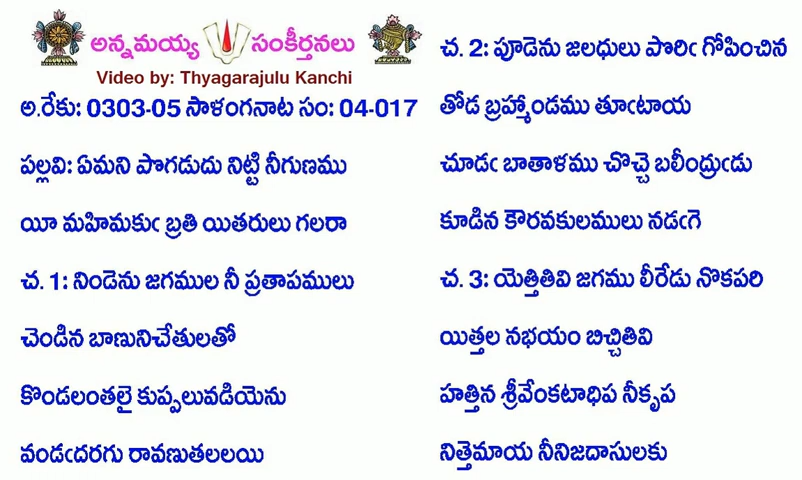 అన్నమయ్య సంకీర్తనలు
Video by: Thyagarajulu Kanchi
అ.రేకు: 0303-05 సాళంగనాట సం: 04-017
పల్లవి: ఏమని పొగడుదు నిట్టి నీగుణము
యీ మహిమకుఁ బ్రతి యితరులు గలరా
చ. 1: నిండెను జగముల నీ ప్రతాపములు
చెండిన బాణునిచేతులతో
కొండలంతలై కుప్పలువడియెను
వండఁదరగు రావణుతలలయి
చ. 2: పూడెను జలధులు పొరిఁ గోపించిన
తోడ బ్రహ్మాండము తూఁటాయ
చూడఁ బాతాళము చొచ్చె బలీంద్రుఁడు
కూడిన కౌరవకులములు నడఁగె
చ. 3: యెత్తితివి జగము లీరేడు నొకపరి
యిత్తల నభయం బిచ్చితివి
హత్తిన శ్రీవేంకటాధిప నీకృప
నిత్తెమాయ నీనిజదాసులకు